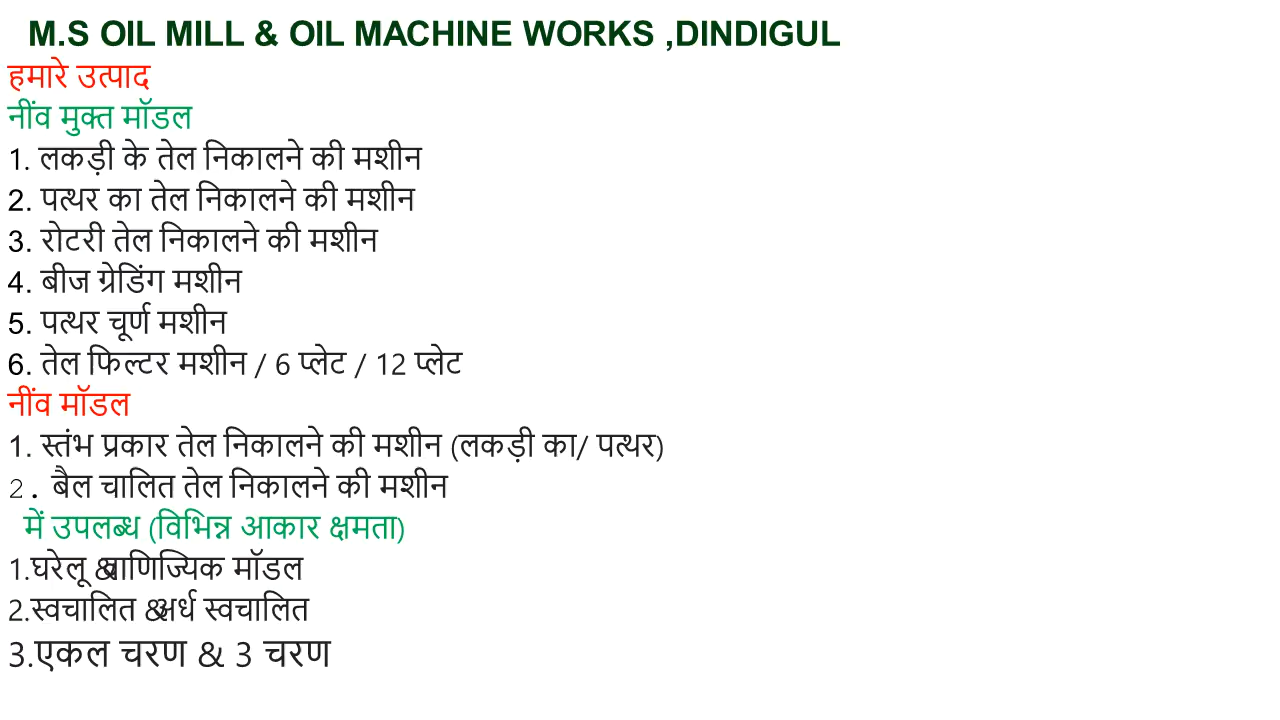 M.S OIL MILL & OIL MACHINE WORKS ,DINDIGUL
हमारे उत्पाद
नींव मुक्त मॉडल
1. लकड़ी के तेल निकालने की मशीन
2. पत्थर का तेल निकालने की मशीन
3. रोटरी तेल निकालने की मशीन
4. बीज ग्रेडिंग मशीन
5. पत्थर चूर्ण मशीन
6. तेल फिल्टर मशीन / 6 प्लेट / 12 प्लेट
नींव मॉडल
1. स्तंभ प्रकार तेल निकालने की मशीन (लकड़ी का/ पत्थर)
2. बैल चालित तेल निकालने की मशीन
में उपलब्ध (विभिन्न आकार क्षमता)
1.घरेलू & वाणिज्यिक मॉडल
2.स्वचालित & अर्ध स्वचालित
3.एकल चरण & 3 चरण